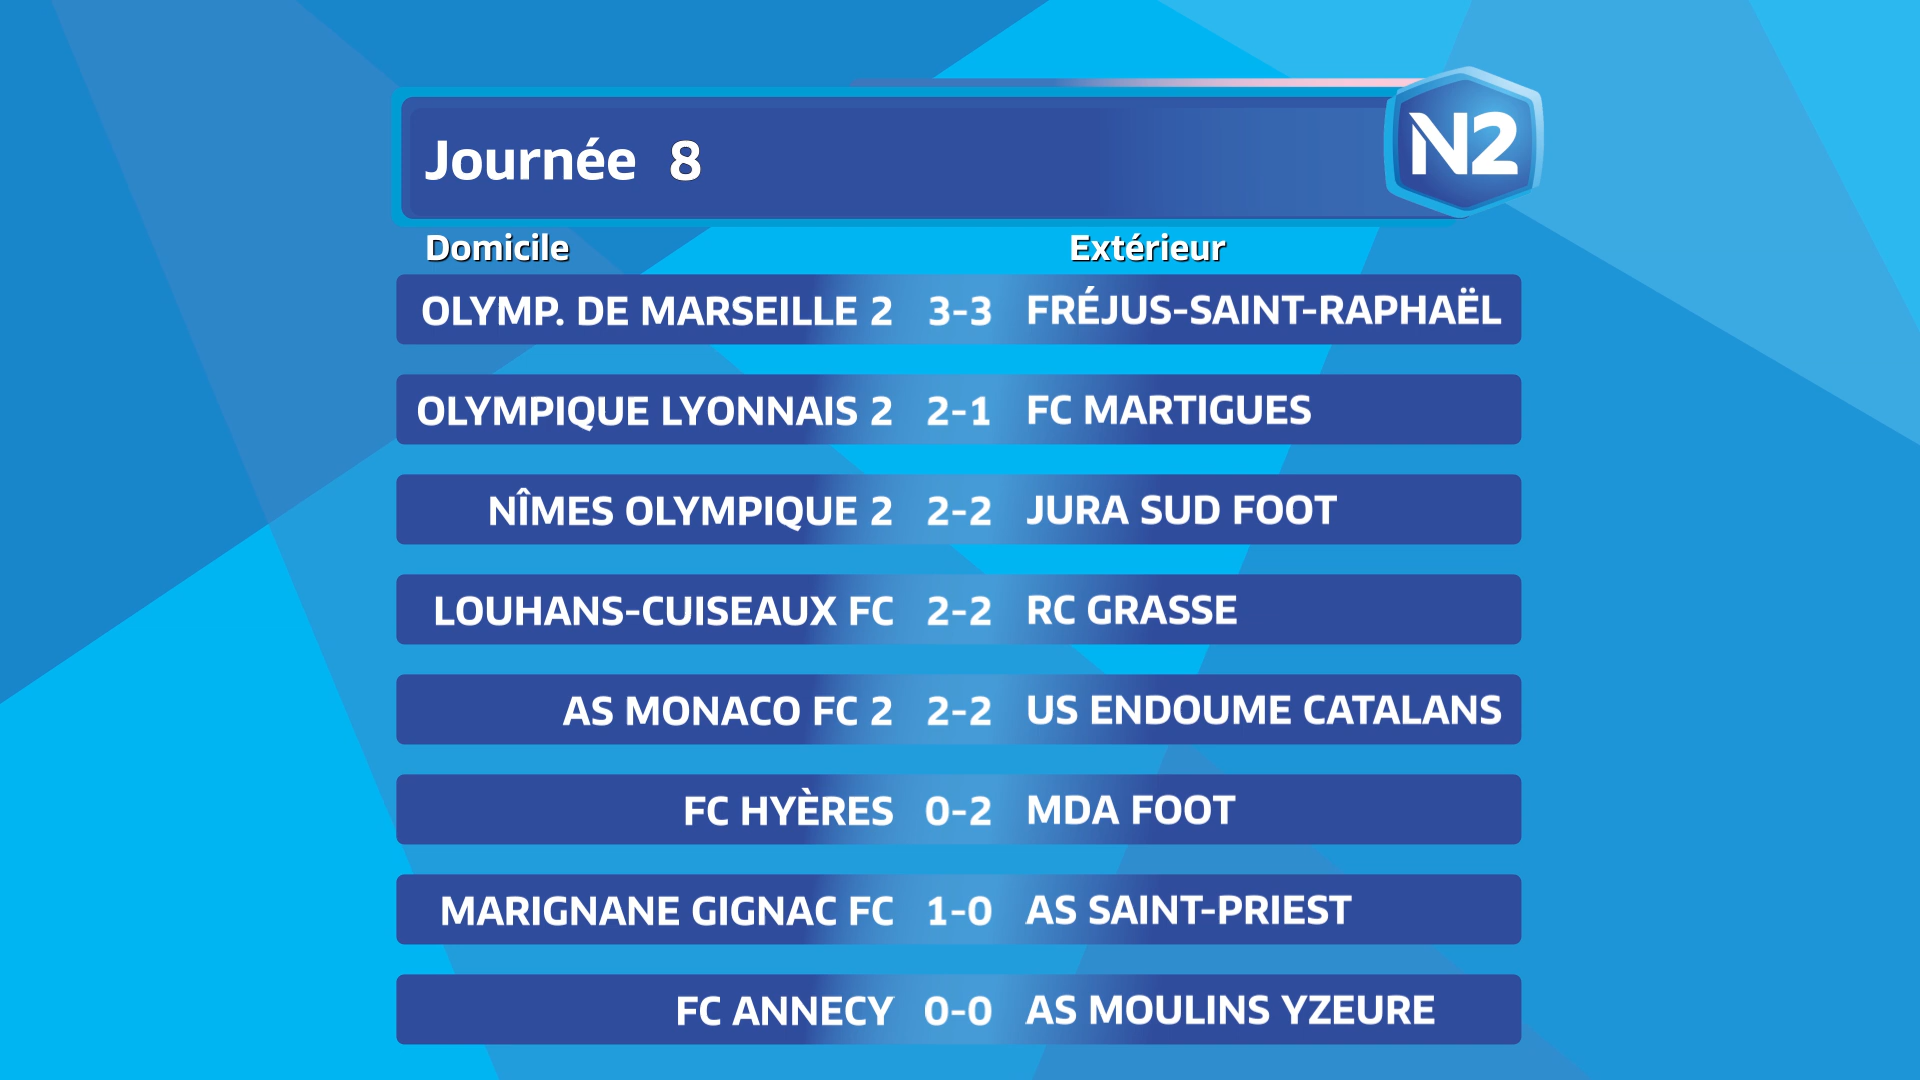 Journée 8
N2
Domicile Extérieur
OLYMP. DE MARSEILLE 2 3-3 FRÉJUS-SAINT-RAPHAËL
OLYMPIQUE LYONNAIS 2 2-1 FC MARTIGUES
NÎMES OLYMPIQUE 2 2-2 JURA SUD FOOT
LOUHANS-CUISEAUX FC 2-2 RC GRASSE
AS MONACO FC 2 2-2 US ENDOUME CATALANS
FC HYÈRES 0-2 MDA FOOT
MARIGNANE GIGNAC FC 1-0 AS SAINT-PRIEST
FC ANNECY 0-0 AS MOULINS YZEURE